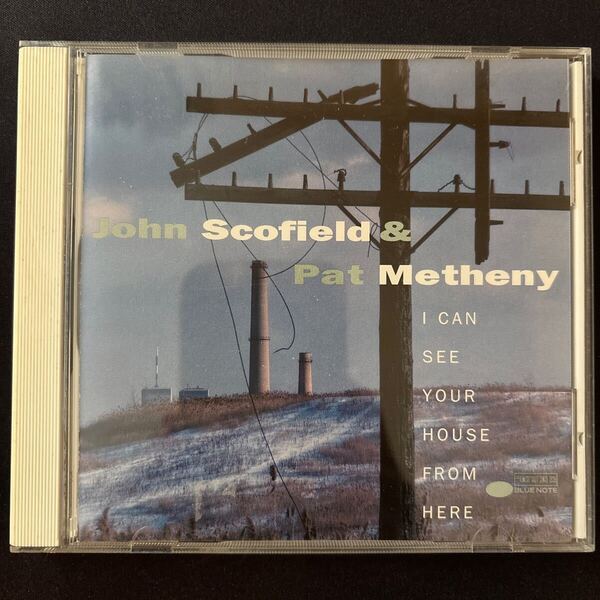 John Scofield &
Pat Metheny
I CAN
SEE
YOUR
HOUSE
FROM
HERE
BLUE NOTE